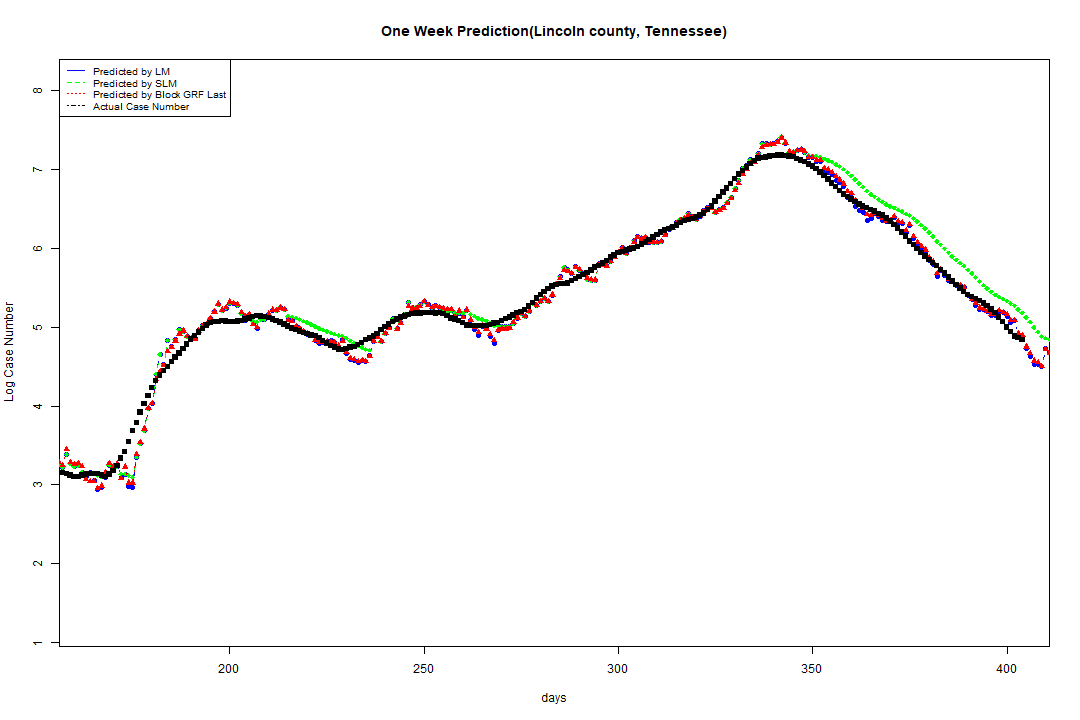 One Week Prediction(Lincoln county, Tennessee)
Predicted by LM
Predicted by SLM
Predicted by Block GRF Last
Actual Case Number
8
7
6
5
4
3
2
1
Log Case Number
200 250 300 350 400
days